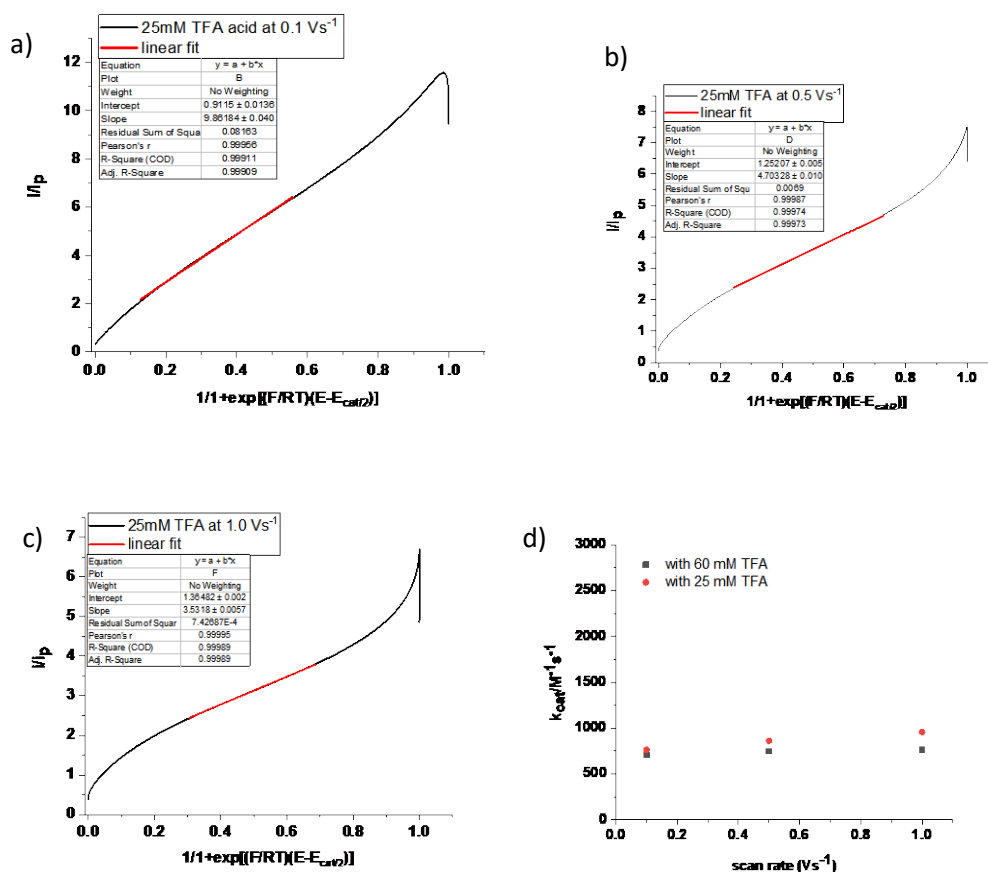 a)
25mM TFA acid at 0.1 Vs⁻¹
linear fit
Equation y = a + b*x
Plot B
Weight No Weighting
Intercept 0.9115 ± 0.0136
Slope 9.86184 ± 0.040
Residual Sum of Squa 0.08163
Pearson's r 0.99956
R-Square (COD) 0.99911
Adj. R-Square 0.99909
12
10
8
6
4
2
0
I/Ip
0.0 0.2 0.4 0.6 0.8 1.0
1/1+exp[(F/RT)(E-Ecat/2)]
b)
25mM TFA at 0.5 Vs⁻¹
linear fit
Equation y = a + b*x
Plot D
Weight No Weighting
Intercept 1.25207 ± 0.005
Slope 4.70328 ± 0.010
Residual Sum of Squ 0.0069
Pearson's r 0.99987
R-Square (COD) 0.99974
Adj. R-Square 0.99973
8
7
6
5
4
3
2
1
0
I/Ip
0.0 0.2 0.4 0.6 0.8 1.0
1/1+exp[(F/RT)(E-Ecat/2)]
c)
25mM TFA at 1.0 Vs⁻¹
linear fit
Equation y = a + b*x
Plot F
Weight No Weighting
Intercept 1.36482 ± 0.002
Slope 3.5318 ± 0.0057
Residual Sum of Squar 7.42687E-4
Pearson's r 0.99995
R-Square (COD) 0.99989
Adj. R-Square 0.99989
7
6
5
4
3
2
1
0
i/ip
0.0 0.2 0.4 0.6 0.8 1.0
1/1+exp[(F/RT)(E-Ecat/2)]
d)
with 60 mM TFA
with 25 mM TFA
3000
2500
2000
1500
1000
500
0
kcat/M⁻¹s⁻¹
0.0 0.2 0.4 0.6 0.8 1.0
scan rate (Vs⁻¹)